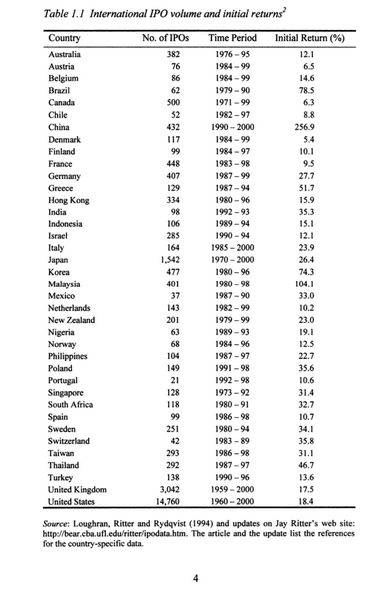 Table 1.1 International IPO volume and initial returns2
Country No. of IPOs Time Period Initial Return (%)
Australia 382 1976 – 95 12.1
Austria 76 1984 – 99 6.5
Belgium 86 1984 – 99 14.6
Brazil 62 1979 – 90 78.5
Canada 500 1971 – 99 6.3
Chile 52 1982 – 97 8.8
China 432 1990 – 2000 256.9
Denmark 117 1984 – 99 5.4
Finland 99 1984 – 97 10.1
France 448 1983 – 98 9.5
Germany 407 1987 – 99 27.7
Greece 129 1987 – 94 51.7
Hong Kong 334 1980 – 96 15.9
India 98 1992 – 93 35.3
Indonesia 106 1989 – 94 15.1
Israel 285 1990 – 94 12.1
Italy 164 1985 – 2000 23.9
Japan 1,542 1970 – 2000 26.4
Korea 477 1980 – 96 74.3
Malaysia 401 1980 – 98 104.1
Mexico 37 1987 – 90 33.0
Netherlands 143 1982 – 99 10.2
New Zealand 201 1979 – 99 23.0
Nigeria 63 1989 – 93 19.1
Norway 68 1984 – 96 12.5
Philippines 104 1987 – 97 22.7
Poland 149 1991 – 98 35.6
Portugal 21 1992 – 98 10.6
Singapore 128 1973 – 92 31.4
South Africa 118 1980 – 91 32.7
Spain 99 1986 – 98 10.7
Sweden 251 1980 – 94 34.1
Switzerland 42 1983 – 89 35.8
Taiwan 293 1986 – 98 31.1
Thailand 292 1987 – 97 46.7
Turkey 138 1990 – 96 13.6
United Kingdom 3,042 1959 – 2000 17.5
United States 14,760 1960 – 2000 18.4
Source: Loughran, Ritter and Rydqvist (1994) and updates on Jay Ritter's web site:
http://bear.cba.ufl.edu/ritter/ipodata.htm. The article and the update list the references
for the country-specific data.
4